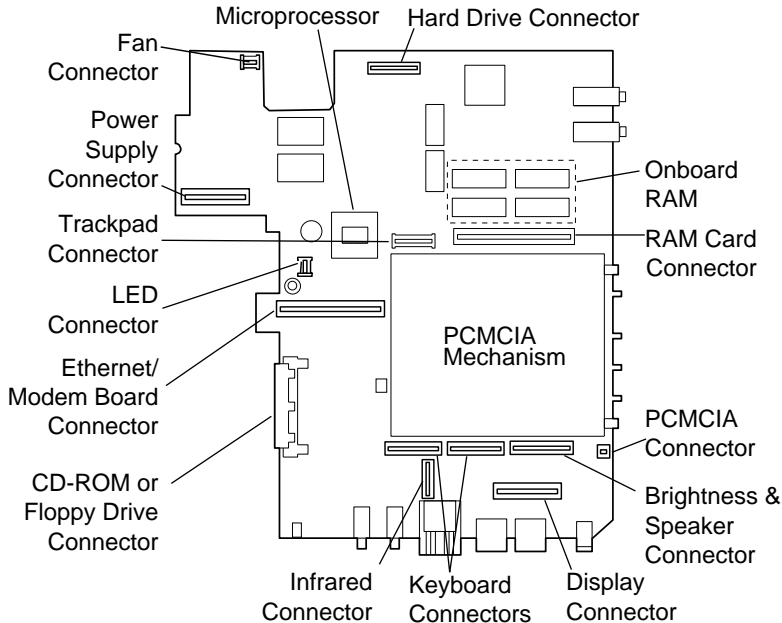 Microprocessor
Hard Drive Connector
Fan
Connector
Power
Supply
Connector
Onboard
RAM
Trackpad
Connector
RAM Card
Connector
LED
Connector
PCMCIA
Mechanism
Ethernet/
Modem Board
Connector
PCMCIA
Connector
CD-ROM or
Floppy Drive
Connector
Brightness &
Speaker
Connector
Infrared
Connector
Keyboard
Connectors
Display
Connector